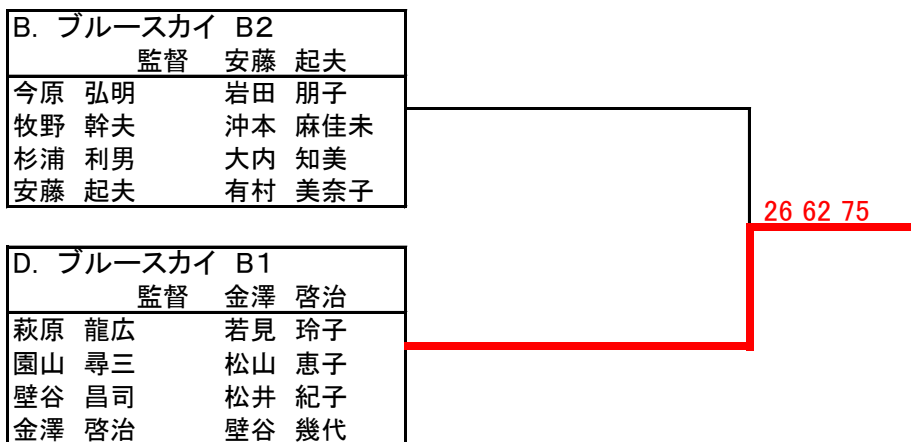 B. ブルースカイ B2
監督 安藤 起夫
今原 弘明 岩田 朋子
牧野 幹夫 沖本 麻佳未
杉浦 利男 大内 知美
安藤 起夫 有村 美奈子
26 62 75
D. ブルースカイ B1
監督 金澤 啓治
萩原 龍広 若見 玲子
園山 尋三 松山 恵子
壁谷 昌司 松井 紀子
金澤 啓治 壁谷 幾代